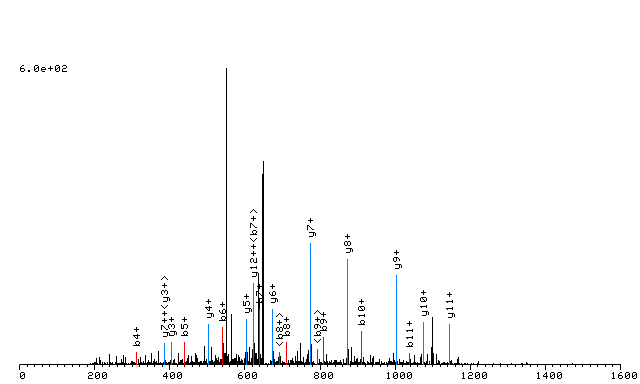 6.0e+02
b4+
y7++<y3+>
y3+
b5+
y4+
b6+
y5+
y12++<b7+>
b7+
y6+
<b8+>
b8+
y7+
<b9+>
b9+
y8+
b10+
y9+
b11+
y10+
y11+
0 200 400 600 800 1000 1200 1400 1600